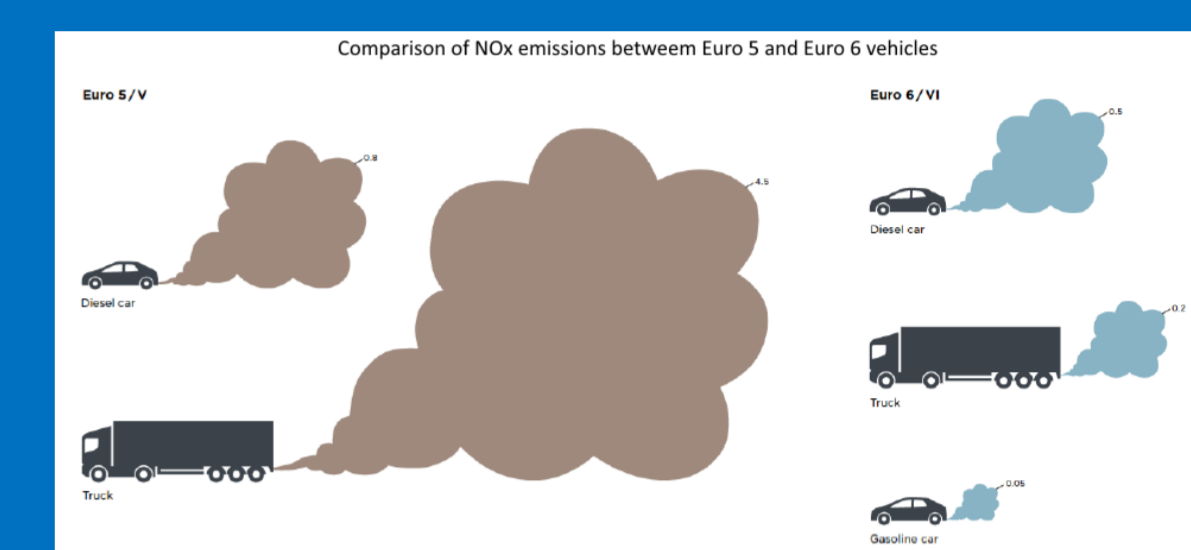 Comparison of NOx emissions betweem Euro 5 and Euro 6 vehicles
Euro 5/V
0.8
Diesel car
4.5
Truck
Euro 6/VI
0.5
Diesel car
0.2
Truck
0.05
Gasoline car